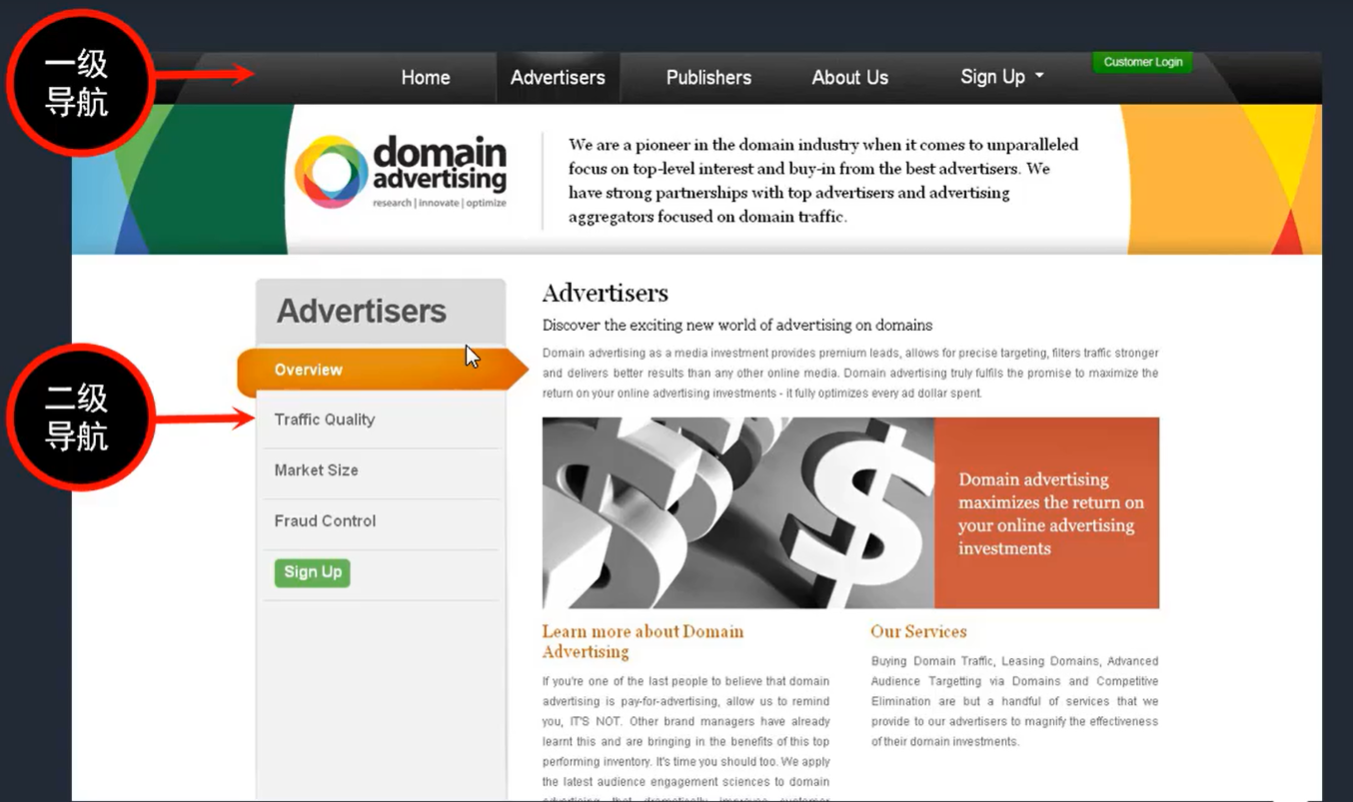 一级
导航
Home Advertisers Publishers About Us Sign Up Customer Login
domain
advertising
research | innovate | optimize
We are a pioneer in the domain industry when it comes to unparalleled
focus on top-level interest and buy-in from the best advertisers. We
have strong partnerships with top advertisers and advertising
aggregators focused on domain traffic.
二级
导航
Advertisers
Overview
Traffic Quality
Market Size
Fraud Control
Sign Up
Advertisers
Discover the exciting new world of advertising on domains
Domain advertising as a media investment provides premium leads, allows for precise targeting, filters traffic stronger
and delivers better results than any other online media. Domain advertising truly fulfils the promise to maximize the
return on your online advertising investments - it fully optimizes every ad dollar spent.
Domain advertising
maximizes the return on
your online advertising
investments
Learn more about Domain
Advertising
If you're one of the last people to believe that domain
advertising is pay-for-advertising, allow us to remind
you, IT'S NOT. Other brand managers have already
learnt this and are bringing in the benefits of this top
performing inventory. It's time you should too. We apply
the latest audience engagement sciences to domain
advertising that dramatically improve customer
Our Services
Buying Domain Traffic, Leasing Domains, Advanced
Audience Targetting via Domains and Competitive
Elimination are but a handful of services that we
provide to our advertisers to magnify the effectiveness
of their domain investments.